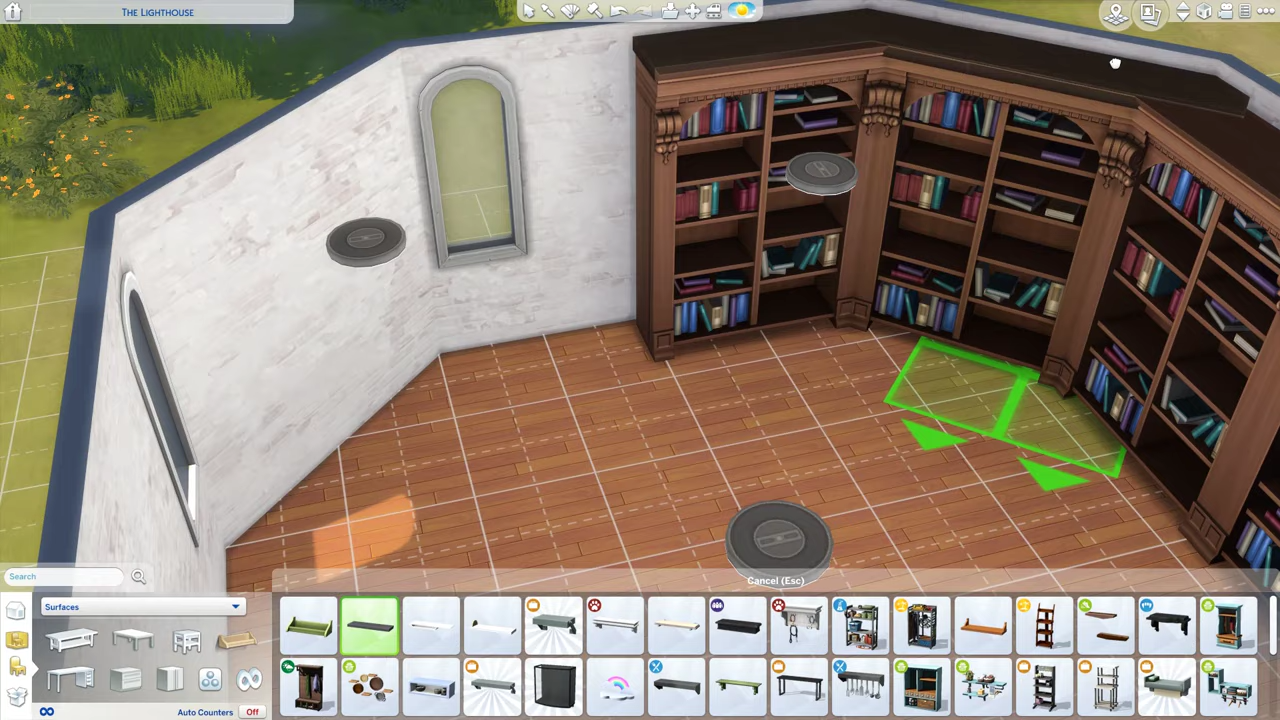 THE LIGHTHOUSE
Cancel (Esc)
Search
Surfaces
Auto Counters Off